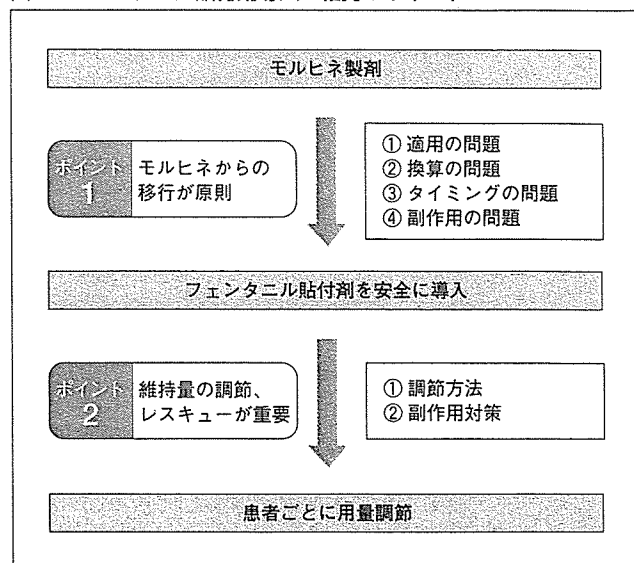 モルヒネ製剤
ポイント
1
モルヒネからの
移行が原則
① 適用の問題
② 換算の問題
③ タイミングの問題
④ 副作用の問題
フェンタニル貼付剤を安全に導入
ポイント
2
維持量の調節、
レスキューが重要
① 調節方法
② 副作用対策
患者ごとに用量調節